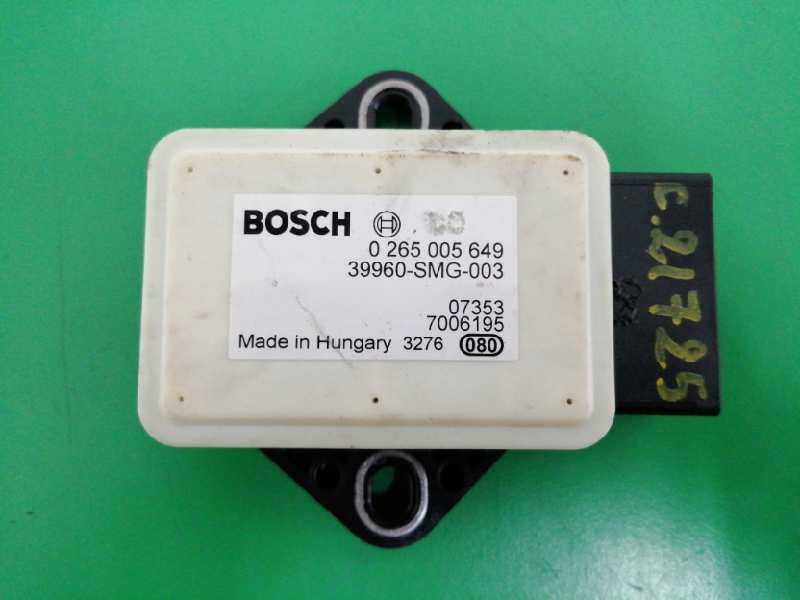 BOSCH
0 265 005 649
39960-SMG-003
07353
7006195
Made in Hungary 3276 080
C.21725